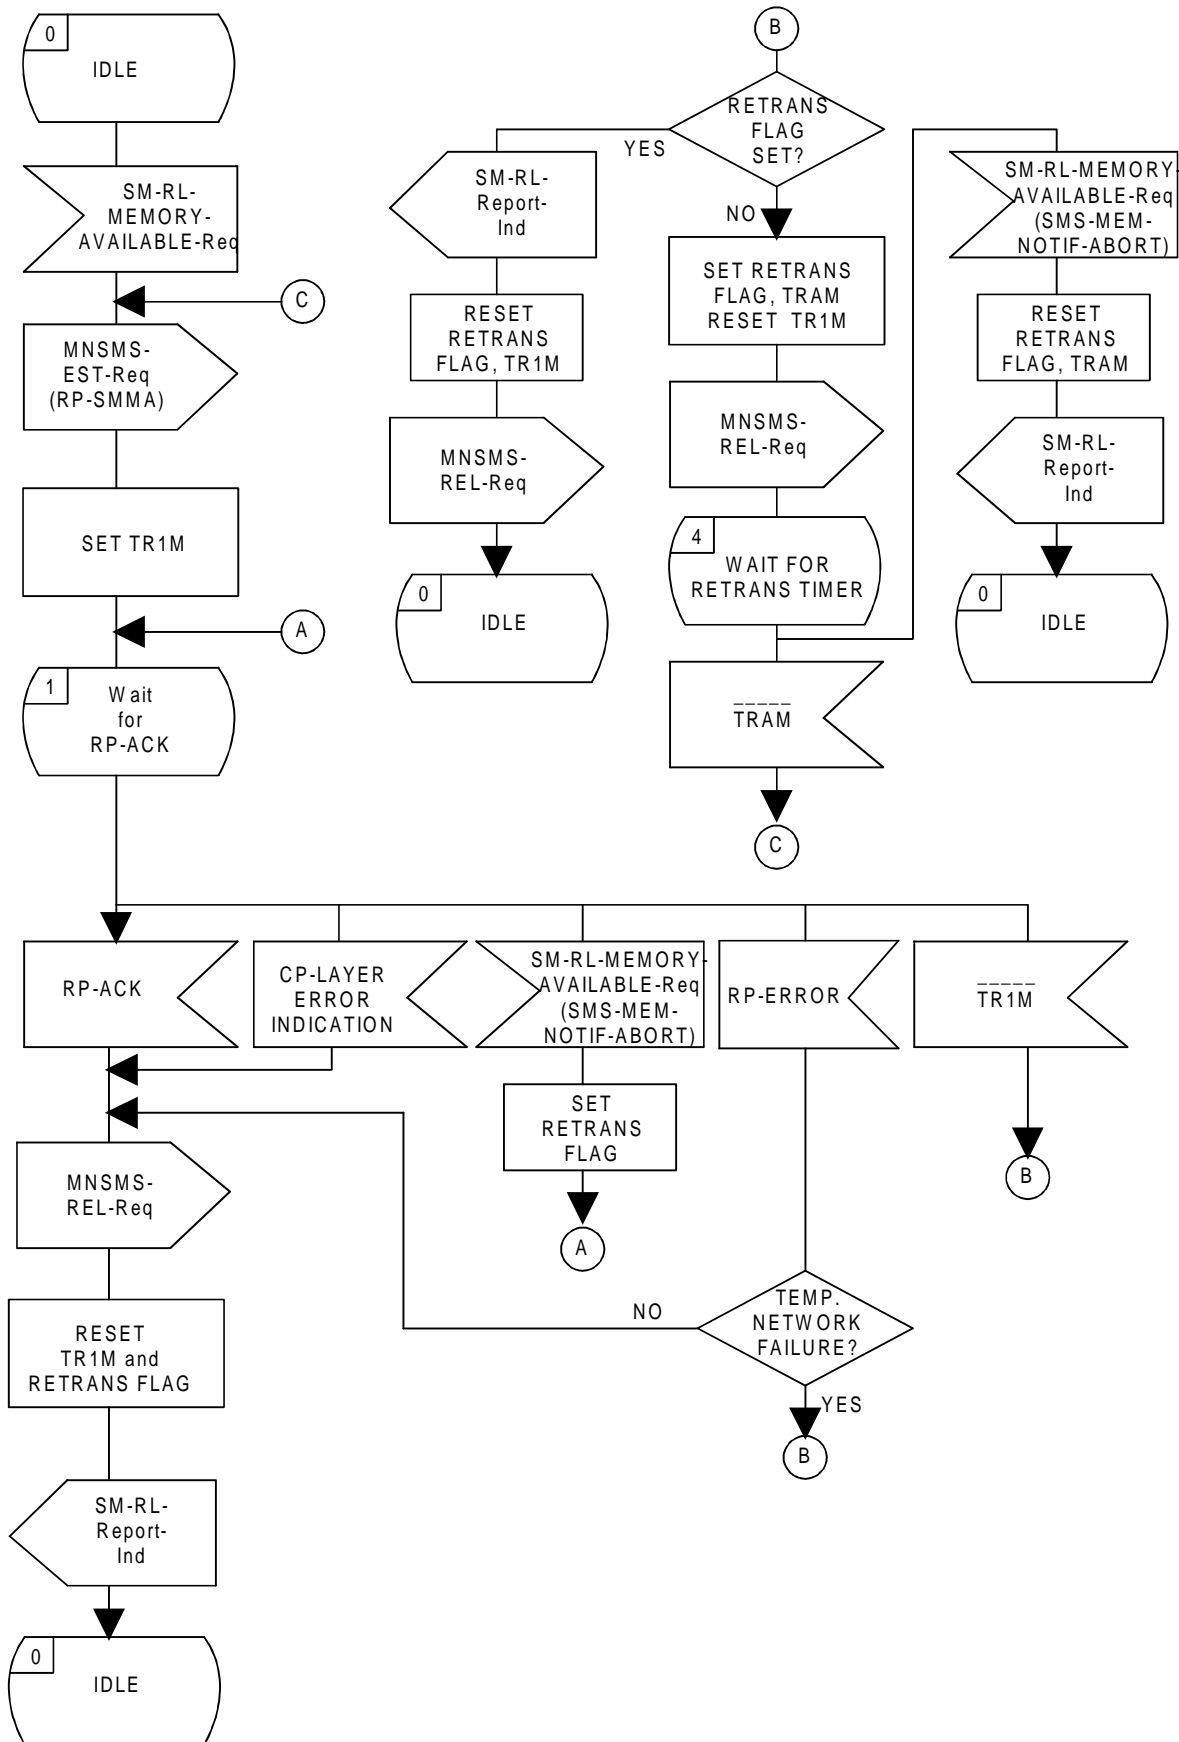 0
IDLE
SM-RL-
MEMORY-
AVAILABLE-Req
C
MNSMS-
EST-Req
(RP-SMMA)
SET TR1M
A
1
Wait
for
RP-ACK
B
RETRANS
FLAG
SET?
YES
NO
SM-RL-
Report-
Ind
RESET
RETRANS
FLAG, TR1M
MNSMS-
REL-Req
0
IDLE
SET RETRANS
FLAG, TRAM
RESET TR1M
MNSMS-
REL-Req
4
WAIT FOR
RETRANS TIMER
TRAM
C
SM-RL-MEMORY-
AVAILABLE-Req
(SMS-MEM-
NOTIF-ABORT)
RESET
RETRANS
FLAG, TRAM
SM-RL-
Report-
Ind
0
IDLE
RP-ACK
CP-LAYER
ERROR
INDICATION
SM-RL-MEMORY-
AVAILABLE-Req
(SMS-MEM-
NOTIF-ABORT)
RP-ERROR
TR1M
SET
RETRANS
FLAG
A
B
MNSMS-
REL-Req
NO
TEMP.
NETWORK
FAILURE?
YES
B
RESET
TR1M and
RETRANS FLAG
SM-RL-
Report-
Ind
0
IDLE